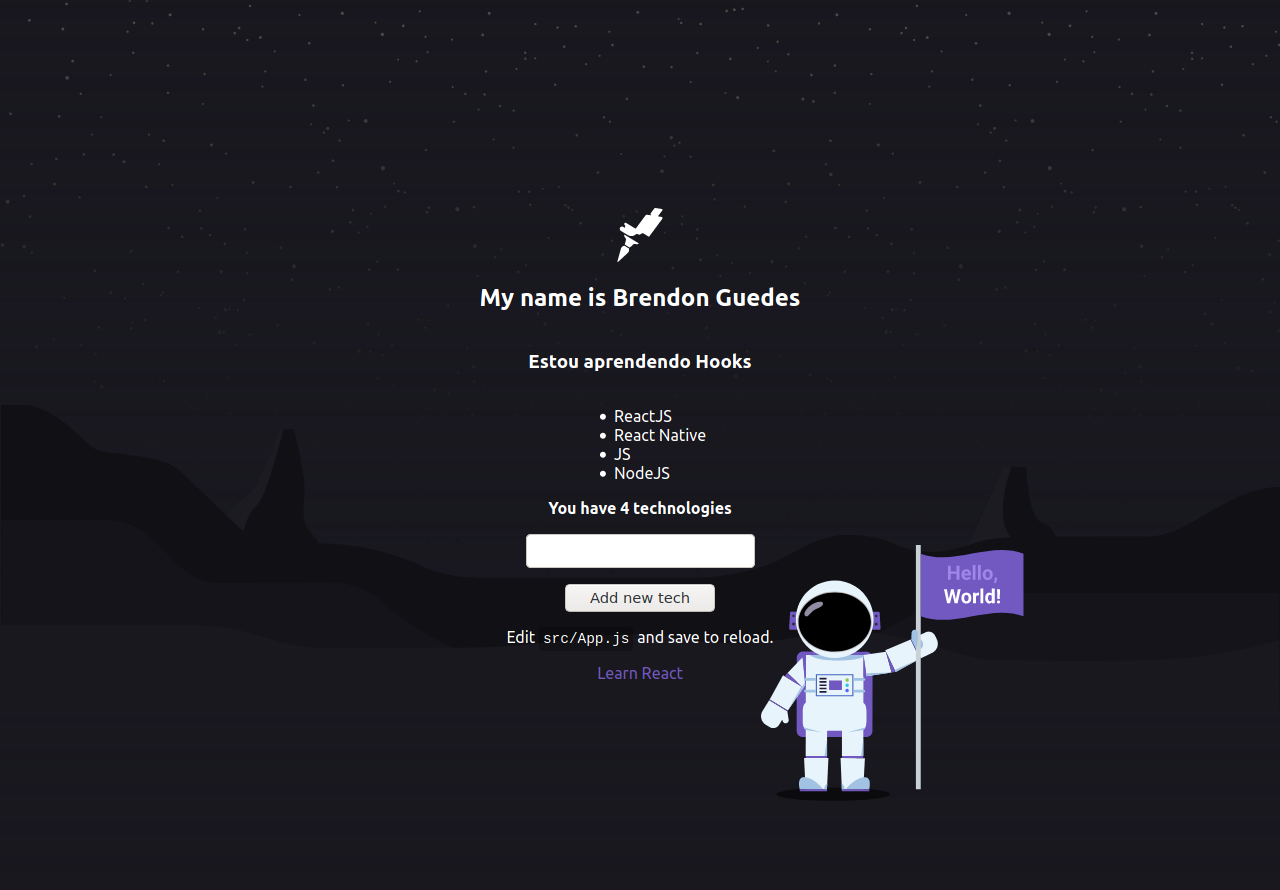 My name is Brendon Guedes
Estou aprendendo Hooks
ReactJS
React Native
JS
NodeJS
You have 4 technologies
Add new tech
Edit src/App.js and save to reload.
Learn React
Hello,
World!